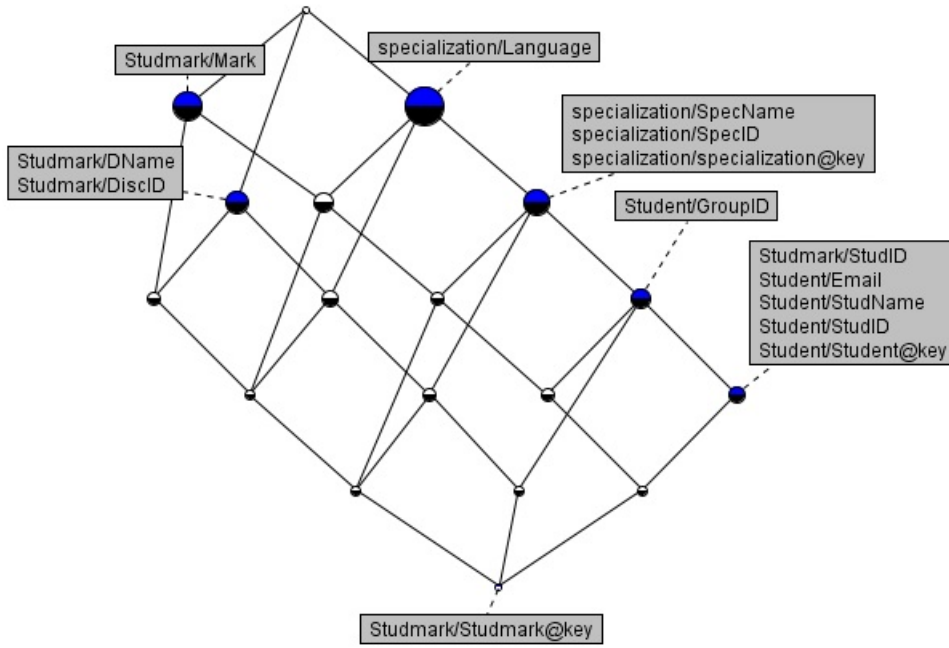 Studmark/Mark
specialization/Language
specialization/SpecName
specialization/SpecID
specialization/specialization@key
Studmark/DName
Studmark/DiscID
Student/GroupID
Studmark/StudID
Student/Email
Student/StudName
Student/StudID
Student/Student@key
Studmark/Studmark@key